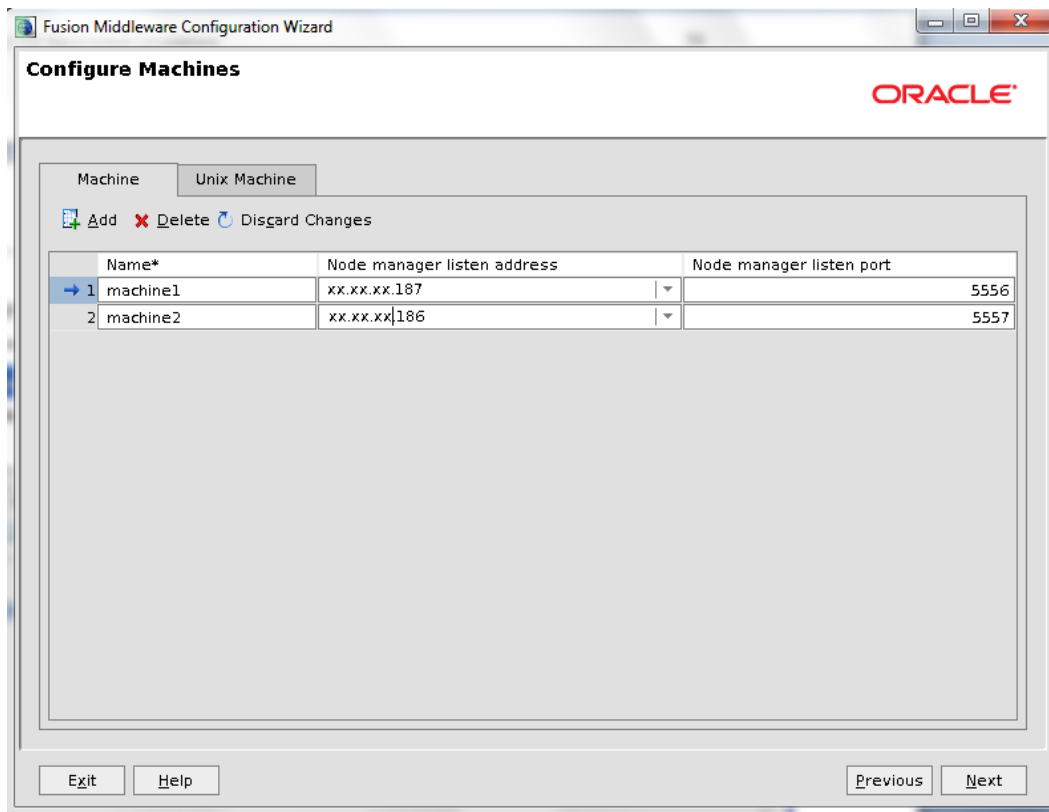 Fusion Middleware Configuration Wizard
Configure Machines
ORACLE
Machine Unix Machine
Add Delete Discard Changes
Name* Node manager listen address Node manager listen port
1 machine1 xx.xx.xx.187 5556
2 machine2 xx.xx.xx.186 5557
Exit Help Previous Next